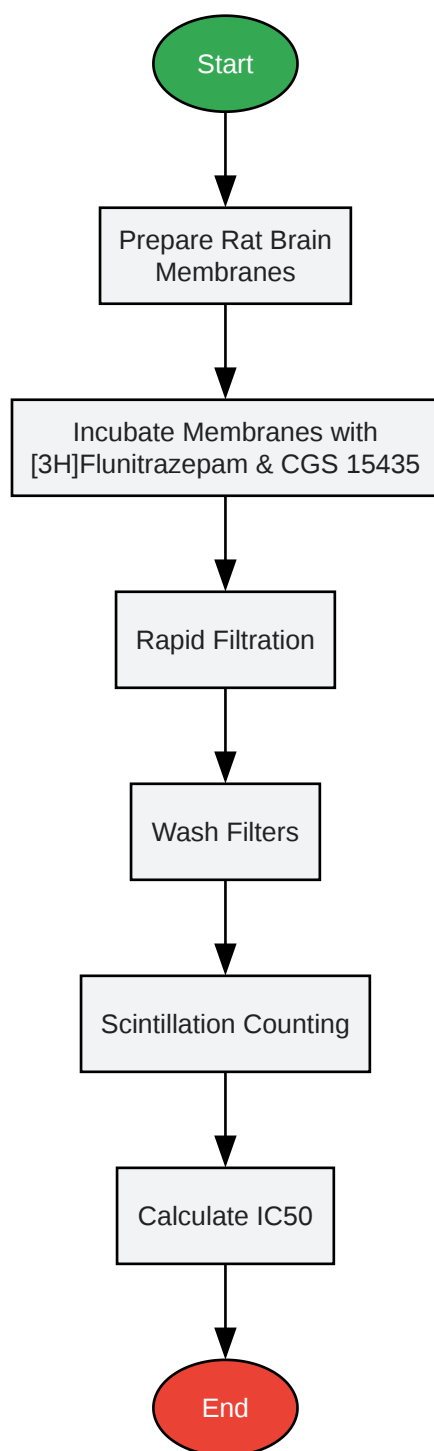 Start
Prepare Rat Brain
Membranes
Incubate Membranes with
[3H]Flunitrazepam & CGS 15435
Rapid Filtration
Wash Filters
Scintillation Counting
Calculate IC50
End